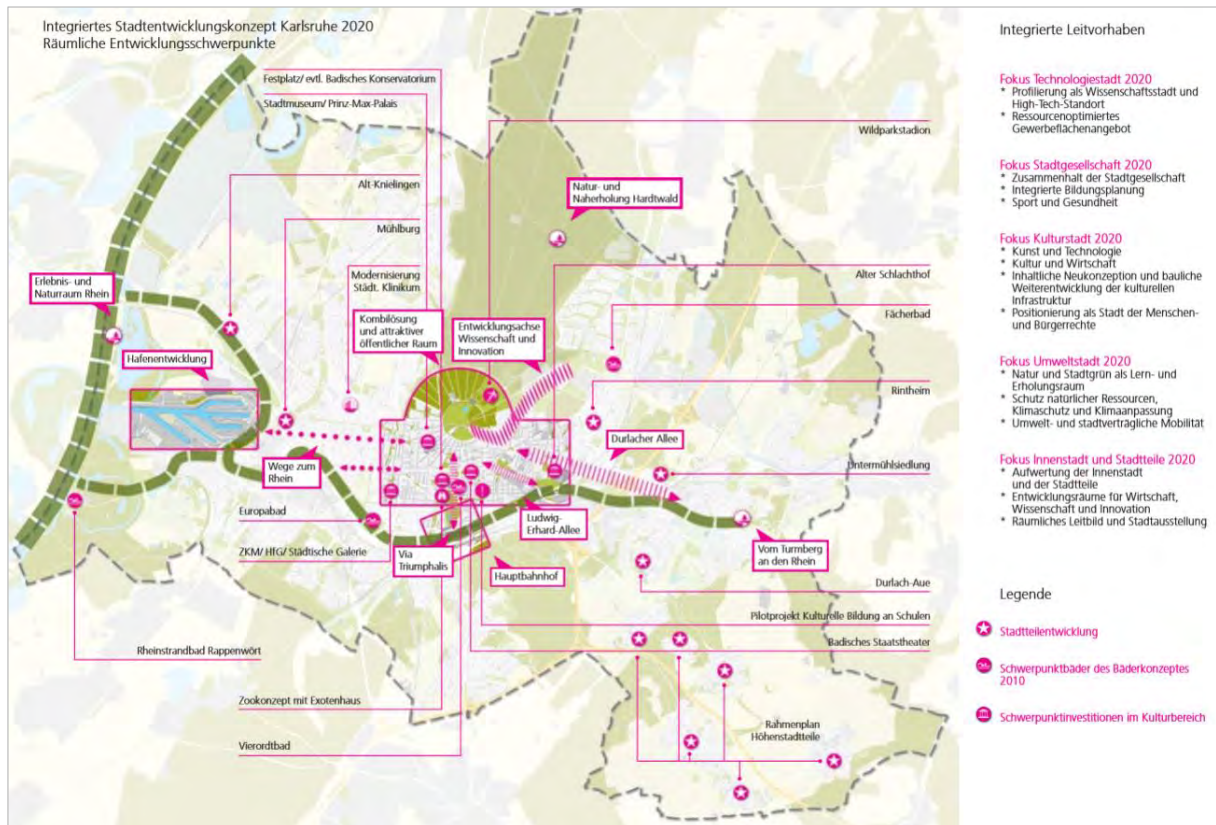 Integriertes Stadtentwicklungskonzept Karlsruhe 2020
Räumliche Entwicklungsschwerpunkte
Festplatz/ evtl. Badisches Konservatorium
Stadtmuseum/ Prinz-Max-Palais
Wildparkstadion
Alt-Knielingen
Natur- und
Naherholung Hardtwald
Mühlburg
Modernisierung
Städt. Klinikum
Alter Schlachthof
Erlebnis- und
Naturraum Rhein
Kombilösung
und attraktiver
öffentlicher Raum
Entwicklungsachse
Wissenschaft und
Innovation
Fächerbad
Hafenentwicklung
Rintheim
Durlacher Allee
Wege zum
Rhein
Untermühlsiedlung
Europabad
Ludwig-
Erhard-Allee
ZKM/ HfG/ Städtische Galerie
Via
Triumphalis
Vom Turmberg
an den Rhein
Hauptbahnhof
Durlach-Aue
Pilotprojekt Kulturelle Bildung an Schulen
Badisches Staatstheater
Rheinstrandbad Rappenwört
Zookonzept mit Exotenhaus
Rahmenplan
Höhenstadtteile
Vierordtbad
Integrierte Leitvorhaben
Fokus Technologiestadt 2020
* Profilierung als Wissenschaftsstadt und
High-Tech-Standort
* Ressourcenoptimiertes
Gewerbeflächenangebot
Fokus Stadtgesellschaft 2020
* Zusammenhalt der Stadtgesellschaft
* Integrierte Bildungsplanung
* Sport und Gesundheit
Fokus Kulturstadt 2020
* Kunst und Technologie
* Kultur und Wirtschaft
* Inhaltliche Neukonzeption und bauliche
Weiterentwicklung der kulturellen
Infrastruktur
* Positionierung als Stadt der Menschen-
und Bürgerrechte
Fokus Umweltstadt 2020
* Natur und Stadtgrün als Lern- und
Erholungsraum
* Schutz natürlicher Ressourcen,
Klimaschutz und Klimaanpassung
* Umwelt- und stadtverträgliche Mobilität
Fokus Innenstadt und Stadtteile 2020
* Aufwertung der Innenstadt
und der Stadtteile
* Entwicklungsräume für Wirtschaft,
Wissenschaft und Innovation
* Räumliches Leitbild und Stadtausstellung
Legende
Stadtteilentwicklung
Schwerpunktbäder des Bäderkonzeptes
2010
Schwerpunktinvestitionen im Kulturbereich